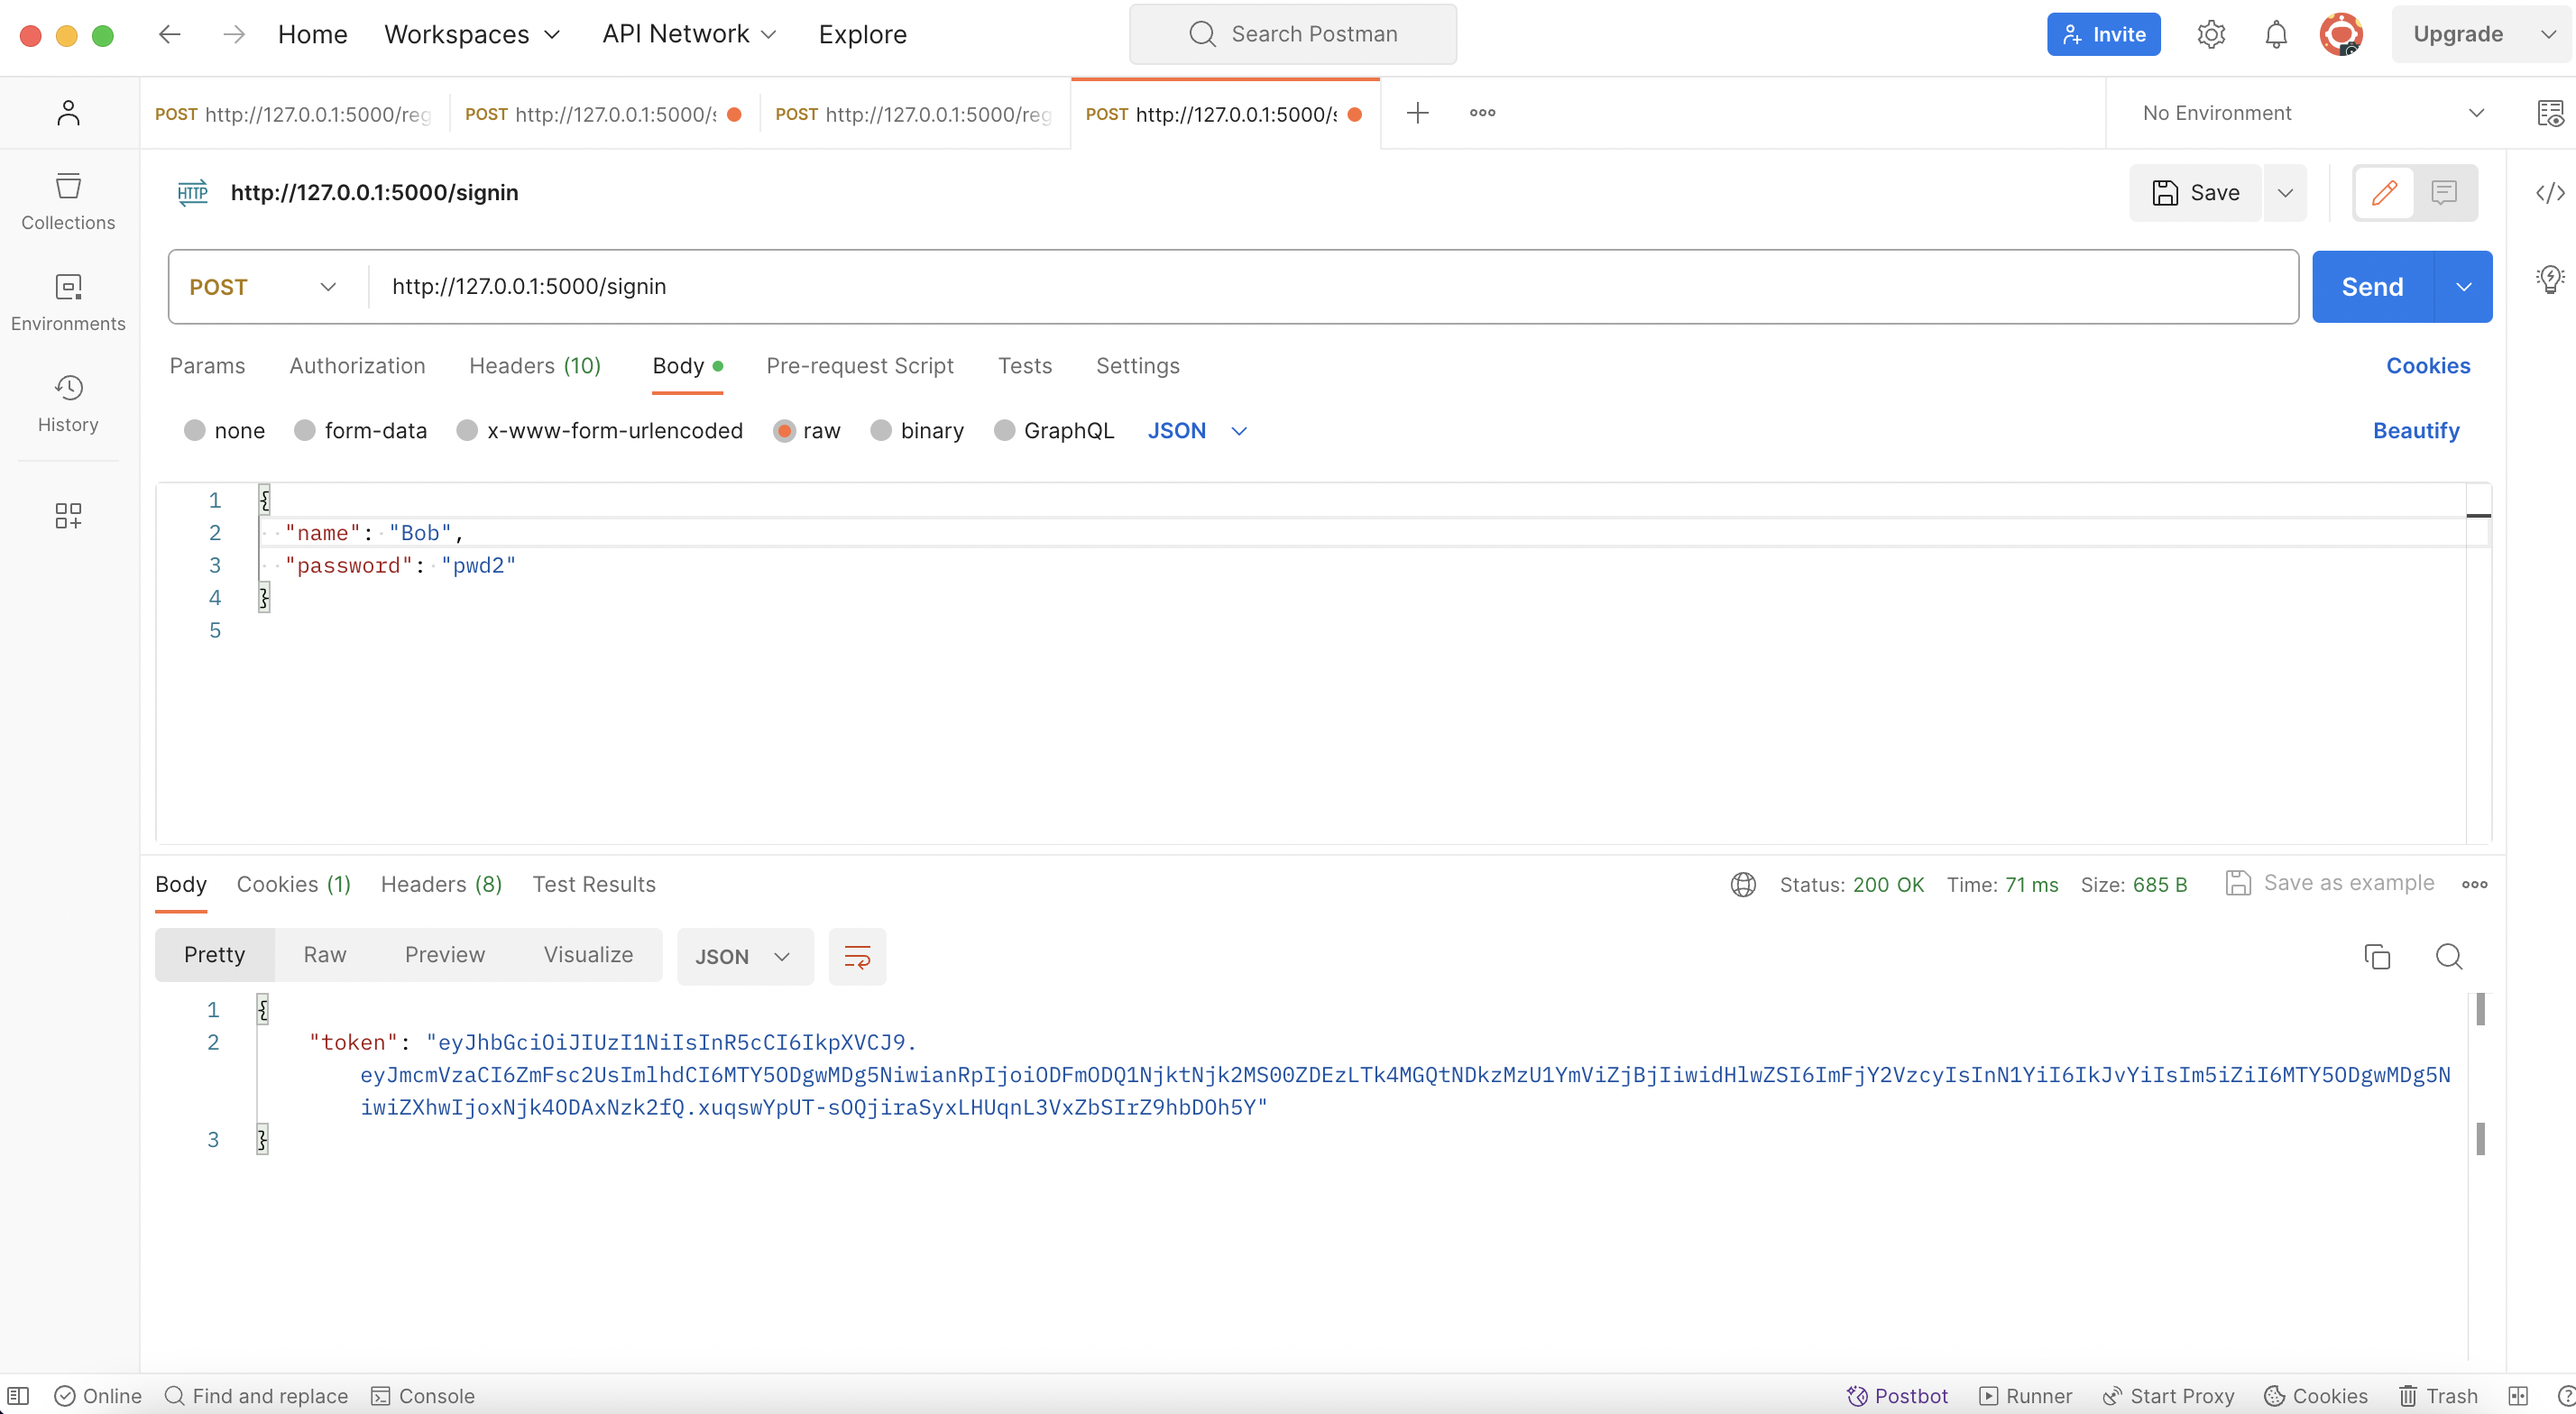 Home Workspaces API Network Explore Search Postman Invite Upgrade
POST http://127.0.0.1:5000/reg POST http://127.0.0.1:5000/s POST http://127.0.0.1:5000/reg POST http://127.0.0.1:5000/s No Environment
HTTP http://127.0.0.1:5000/signin Save
Collections
POST http://127.0.0.1:5000/signin Send
Environments
Params Authorization Headers (10) Body Pre-request Script Tests Settings Cookies
History
none form-data x-www-form-urlencoded raw binary GraphQL JSON Beautify
1 {
2 "name": "Bob",
3 "password": "pwd2"
4 }
5
Body Cookies (1) Headers (8) Test Results Status: 200 OK Time: 71 ms Size: 685 B Save as example
Pretty Raw Preview Visualize JSON
1 {
2 "token": "eyJhbGciOiJIUzI1NiIsInR5cCI6IkpXVCJ9.
eyJmcmVzaCI6ZmFsc2UsImlhdCI6MTY5ODgwMDg5NiwianRpIjoiODFmODQ1NjktNjk2MS00ZDEzLTk4MGQtNDkzMzU1YmViZjBjIiwidHlwZSI6ImFjY2VzcyIsInN1YiI6IkJvYiIsIm5iZiI6MTY5ODgwMDg5N
iwiZXhwIjoxNjk4ODAxNzk2fQ.xuqswYpUT-sOQjiraSyxLHUqnL3VxZbSIrZ9hbDOh5Y"
3 }
Online Find and replace Console Postbot Runner Start Proxy Cookies Trash